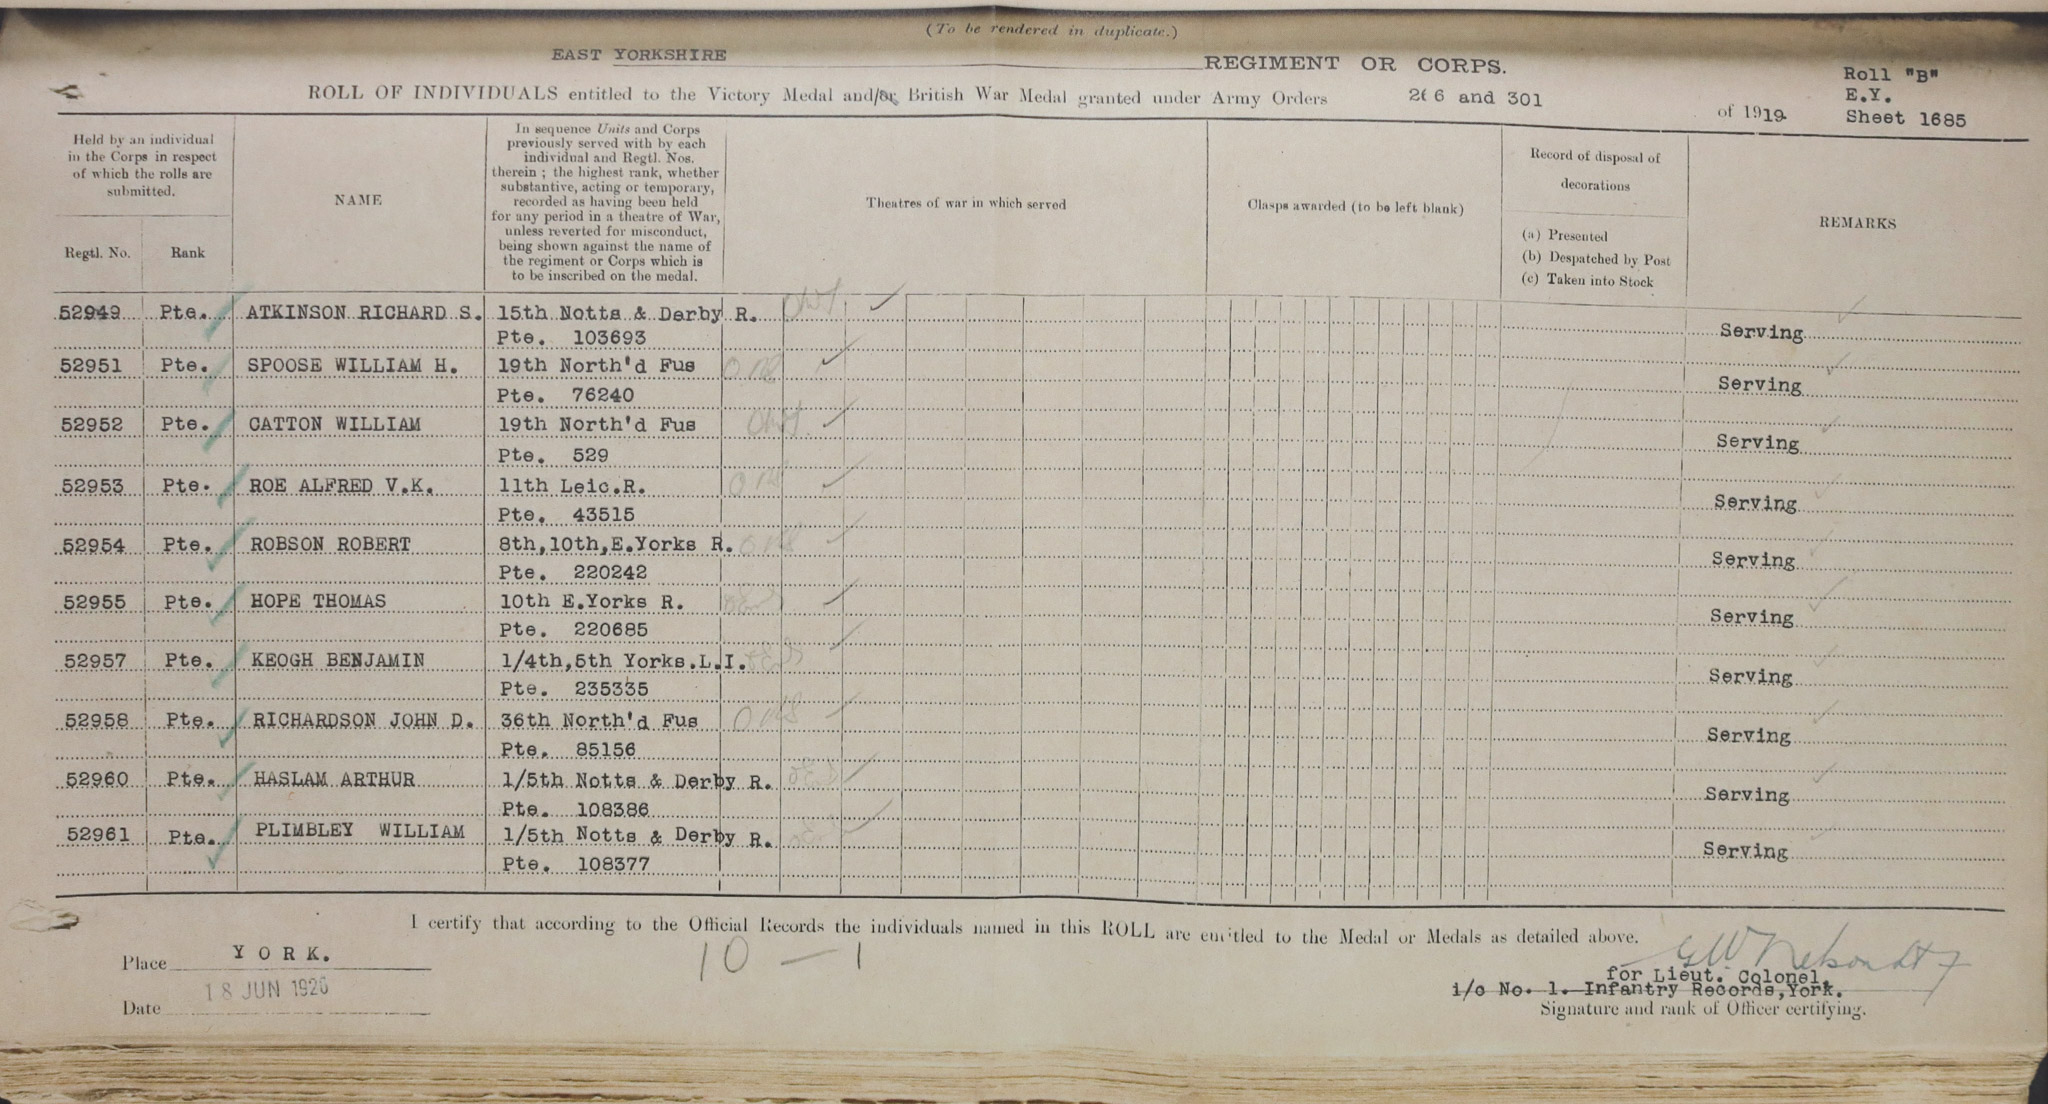 (To be rendered in duplicate.)
EAST YORKSHIRE REGIMENT OR CORPS.
Roll "B"
E.Y.
Sheet 1685
ROLL OF INDIVIDUALS entitled to the Victory Medal and/or British War Medal granted under Army Orders 266 and 301 of 1919.
Held by an individual
in the Corps in respect
of which the rolls are
submitted.
Regtl. No.
Rank
NAME
In sequence Units and Corps
previously served with by each
individual and Regtl. Nos.
therein ; the highest rank, whether
substantive, acting or temporary,
recorded as having been held
for any period in a theatre of War,
unless reverted for misconduct,
being shown against the name of
the regiment or Corps which is
to be inscribed on the medal.
Theatres of war in which served
Clasps awarded (to be left blank)
Record of disposal of
decorations
(a) Presented
(b) Despatched by Post
(c) Taken into Stock
REMARKS
52949 Pte. ATKINSON RICHARD S. 15th Notts & Derby R.
Pte. 103693 Serving
52951 Pte. SPOOSE WILLIAM H. 19th North'd Fus
Pte. 76240 Serving
52952 Pte. CATTON WILLIAM 19th North'd Fus
Pte. 529 Serving
52953 Pte. ROE ALFRED V.K. 11th Leic.R.
Pte. 43515 Serving
52954 Pte. ROBSON ROBERT 8th,10th,E.Yorks R.
Pte. 220242 Serving
52955 Pte. HOPE THOMAS 10th E.Yorks R.
Pte. 220685 Serving
52957 Pte. KEOGH BENJAMIN 1/4th,5th Yorks.L.I.
Pte. 235335 Serving
52958 Pte. RICHARDSON JOHN D. 36th North'd Fus
Pte. 85156 Serving
52960 Pte. HASLAM ARTHUR 1/5th Notts & Derby R.
Pte. 108386 Serving
52961 Pte. PLIMBLEY WILLIAM 1/5th Notts & Derby R.
Pte. 108377 Serving
I certify that according to the Official Records the individuals named in this ROLL are entitled to the Medal or Medals as detailed above.
Place YORK.
10 — 1
Date 18 JUN 1920
for Lieut. Colonel,
i/c No. 1. Infantry Records,York.
Signature and rank of Officer certifying.